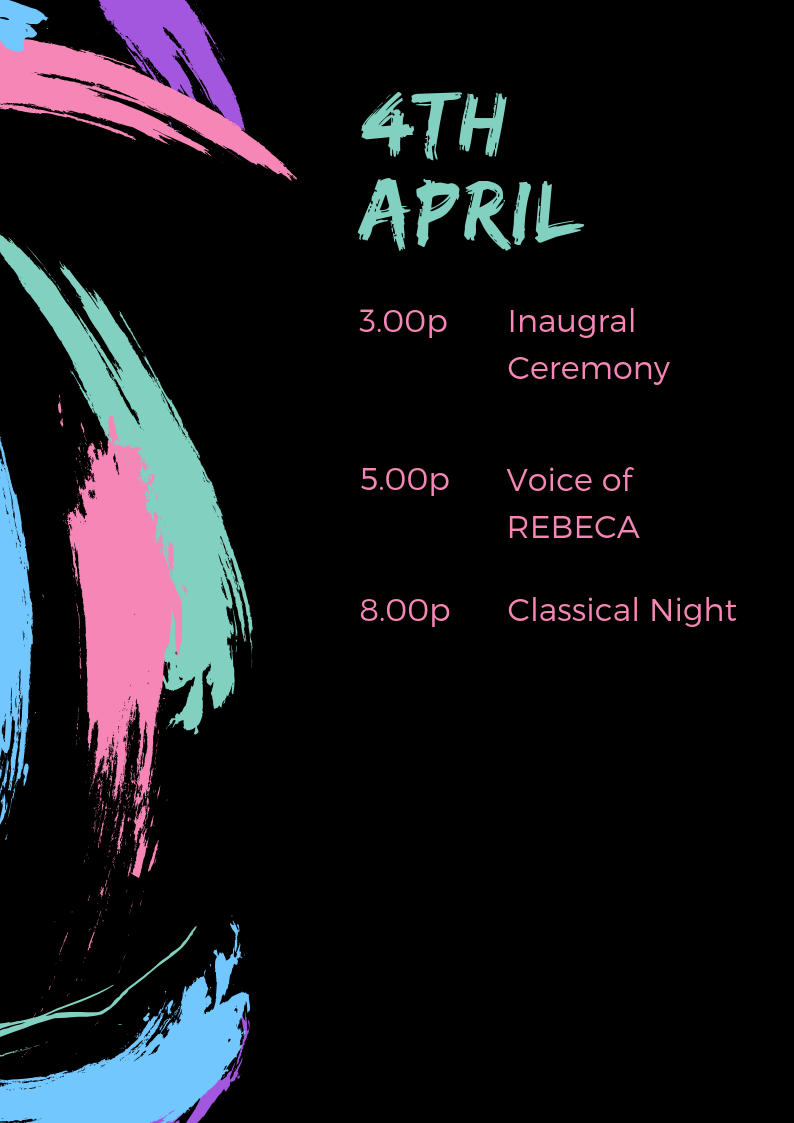 4TH
APRIL
3.00p Inaugral
Ceremony
5.00p Voice of
REBECA
8.00p Classical Night